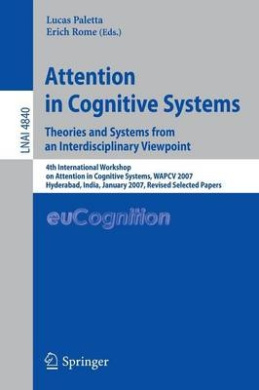 Lucas Paletta
Erich Rome (Eds.)
LNAI 4840
Attention
in Cognitive Systems
Theories and Systems from
an Interdisciplinary Viewpoint
4th International Workshop
on Attention in Cognitive Systems, WAPCV 2007
Hyderabad, India, January 2007, Revised Selected Papers
euCognition
Springer